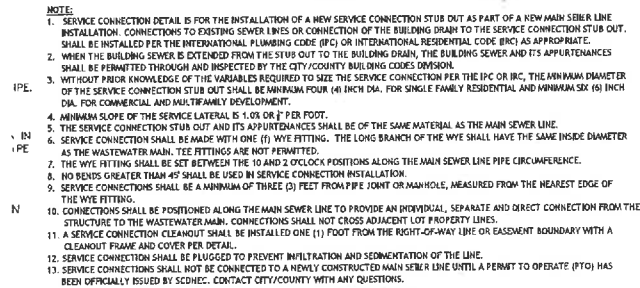 NOTE:
1. SERVICE CONNECTION DETAIL IS FOR THE INSTALLATION OF A NEW SERVICE CONNECTION STUB OUT AS PART OF A NEW MAIN SEWER LINE
INSTALLATION. CONNECTIONS TO EXISTING SEWER LINES OR CONNECTION OF THE BUILDING DRAIN TO THE SERVICE CONNECTION STUB OUT,
SHALL BE INSTALLED PER THE INTERNATIONAL PLUMBING CODE (IPC) OR INTERNATIONAL RESIDENTIAL CODE (IRC) AS APPROPRIATE.
2. WHEN THE BUILDING SEWER IS EXTENDED FROM THE STUB OUT TO THE BUILDING DRAIN, THE BUILDING SEWER AND IT'S APPURTENANCES
SHALL BE PERMITTED THROUGH AND INSPECTED BY THE CITY/COUNTY BUILDING CODES DIVISION.
3. WITHOUT PRIOR KNOWLEDGE OF THE VARIABLES REQUIRED TO SIZE THE SERVICE CONNECTION PER THE IPC OR IRC, THE MINIMUM DIAMETER
IPE. OF THE SERVICE CONNECTION STUB OUT SHALL BE MINIMUM FOUR (4) INCH DIA. FOR SINGLE FAMILY RESIDENTIAL AND MINIMUM SIX (6) INCH
DIA. FOR COMMERCIAL AND MULTIFAMILY DEVELOPMENT.
4. MINIMUM SLOPE OF THE SERVICE LATERAL IS 1.0% OR PER FOOT.
5. THE SERVICE CONNECTION STUB OUT AND IT'S APPURTENANCES SHALL BE OF THE SAME MATERIAL AS THE MAIN SEWER LINE.
IN 6. SERVICE CONNECTION SHALL BE MADE WITH ONE (1) WYE FITTING. THE LONG BRANCH OF THE WYE SHALL HAVE THE SAME INSIDE DIAMETER
IPE AS THE WASTEWATER MAIN. TEE FITTINGS ARE NOT PERMITTED.
7. THE WYE FITTING SHALL BE SET BETWEEN THE 10 AND 2 O'CLOCK POSITIONS ALONG THE MAIN SEWER LINE PIPE CIRCUMFERENCE.
8. NO BENDS GREATER THAN 45° SHALL BE USED IN SERVICE CONNECTION INSTALLATION.
9. SERVICE CONNECTIONS SHALL BE A MINIMUM OF THREE (3) FEET FROM PIPE JOINT OR MANHOLE, MEASURED FROM THE NEAREST EDGE OF
THE WYE FITTING.
N 10. CONNECTIONS SHALL BE POSITIONED ALONG THE MAIN SEWER LINE TO PROVIDE AN INDIVIDUAL, SEPARATE AND DIRECT CONNECTION FROM THE
STRUCTURE TO THE WASTEWATER MAIN. CONNECTIONS SHALL NOT CROSS ADJACENT LOT PROPERTY LINES.
11. A SERVICE CONNECTION CLEANOUT SHALL BE INSTALLED ONE (1) FOOT FROM THE RIGHT-OF-WAY LINE OR EASEMENT BOUNDARY WITH A
CLEANOUT FRAME AND COVER PER DETAIL.
12. SERVICE CONNECTIONS SHALL BE PLUGGED TO PREVENT INFILTRATION AND SEDIMENTATION OF THE LINE.
13. SERVICE CONNECTIONS SHALL NOT BE CONNECTED TO A NEWLY CONSTRUCTED MAIN SEWER LINE UNTIL A PERMIT TO OPERATE (PTO) HAS
BEEN OFFICIALLY ISSUED BY SCDHEC. CONTACT CITY/COUNTY WITH ANY QUESTIONS.